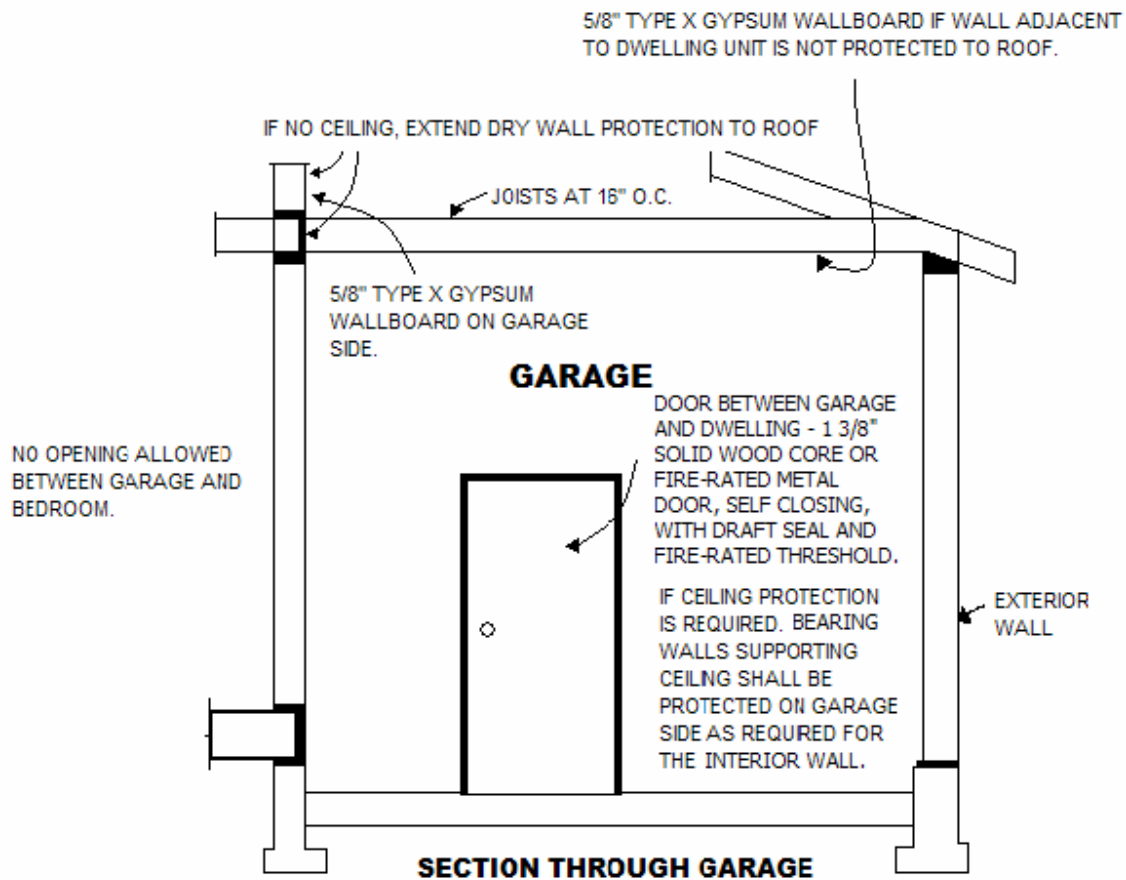 5/8" TYPE X GYPSUM WALLBOARD IF WALL ADJACENT
TO DWELLING UNIT IS NOT PROTECTED TO ROOF.
IF NO CEILING, EXTEND DRY WALL PROTECTION TO ROOF
JOISTS AT 16" O.C.
5/8" TYPE X GYPSUM
WALLBOARD ON GARAGE
SIDE.
GARAGE
DOOR BETWEEN GARAGE
AND DWELLING - 1 3/8"
SOLID WOOD CORE OR
FIRE-RATED METAL
DOOR, SELF CLOSING,
WITH DRAFT SEAL AND
FIRE-RATED THRESHOLD.
NO OPENING ALLOWED
BETWEEN GARAGE AND
BEDROOM.
IF CEILING PROTECTION
IS REQUIRED. BEARING
WALLS SUPPORTING
CEILING SHALL BE
PROTECTED ON GARAGE
SIDE AS REQUIRED FOR
THE INTERIOR WALL.
EXTERIOR
WALL
SECTION THROUGH GARAGE